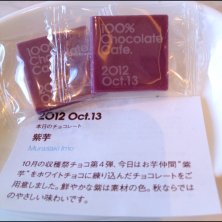 100%
Chocolate
Cafe.
2012
Oct.13
100%
Chocolate
Cafe.
2012
2012 Oct.13
本日のチョコレート
紫芋
Murasaki Imo
10月の収穫祭チョコ第4弾、今日はお芋仲間"紫
芋"をホワイトチョコに練り込んだチョコレートをご
用意しました。鮮やかな紫は素材の色。秋ならでは
のやさしい味わいです。